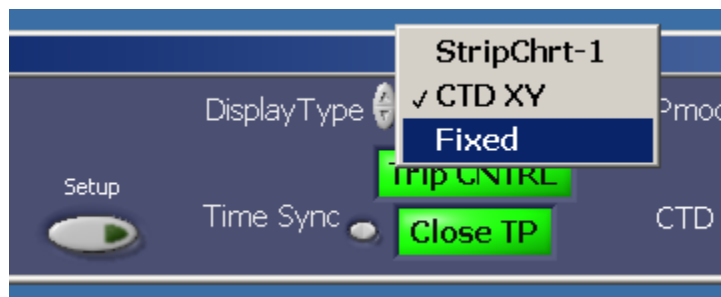 StripChrt-1
✓ CTD XY
Fixed
DisplayType
Pmod
Trip CNTRL
Setup
Time Sync
Close TP
CTD